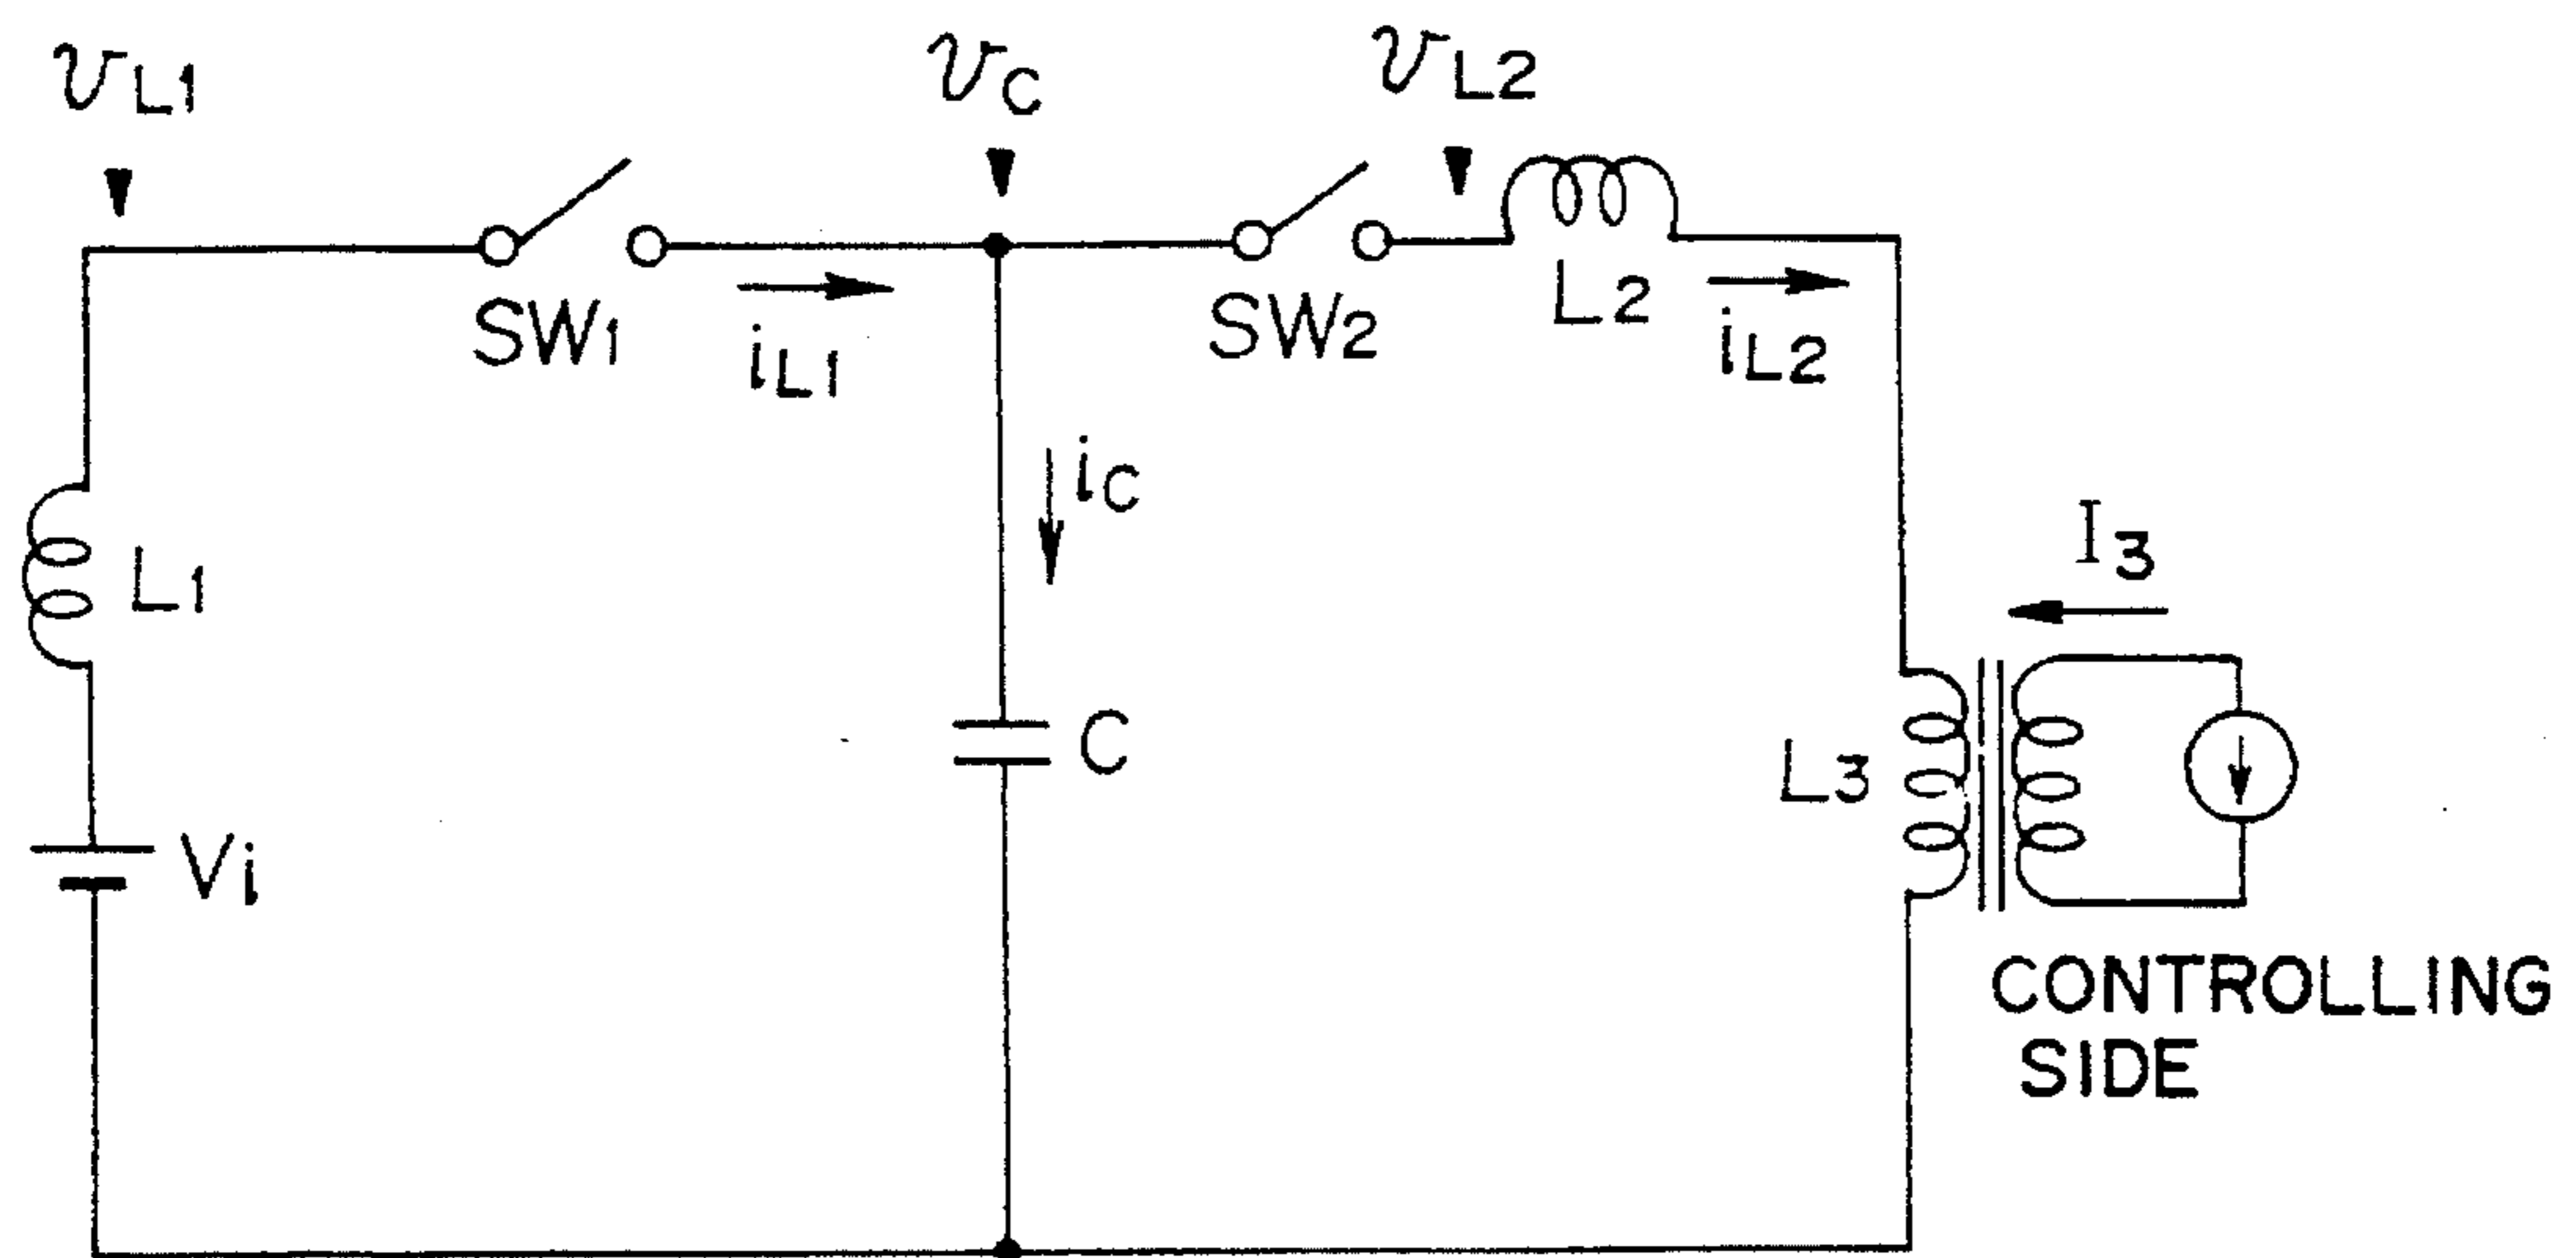 vL1
vC
vL2
SW1
iL1
SW2
L2
iL2
iC
I3
L1
L3
C
Vi
CONTROLLING
SIDE